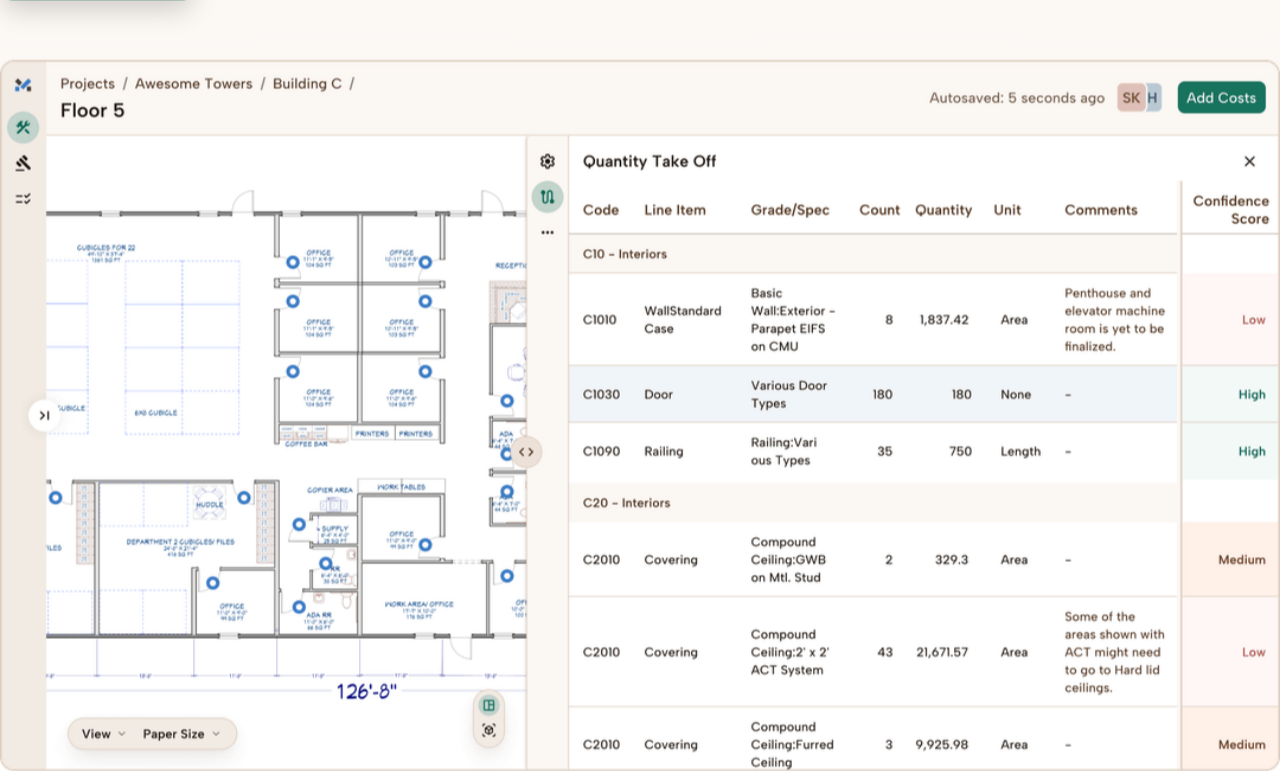 Projects / Awesome Towers / Building C /
Floor 5
Autosaved: 5 seconds ago
SK
H
Add Costs
CUBICLES FOR 22
OFFICE
OFFICE
RECEPTI
OFFICE
OFFICE
OFFICE
OFFICE
CUBICLE
6X8 CUBICLE
COFFEE BAR
PRINTERS
PRINTERS
ADA
COPIER AREA
WORK TABLES
HUDDLE
SUPPLY
OFFICE
ILES
DEPARTMENT 2 CUBICLES/ FILES
RR
OFFICE
ADA RR
WORK AREA/ OFFICE
126'-8"
View
Paper Size
Quantity Take Off
Code Line Item Grade/Spec Count Quantity Unit Comments Confidence
Score
C10 - Interiors
C1010 WallStandard
Case
Basic
Wall:Exterior -
Parapet EIFS
on CMU
8 1,837.42 Area
Penthouse and
elevator machine
room is yet to be
finalized.
Low
C1030 Door
Various Door
Types
180 180 None - High
C1090 Railing
Railing:Vari
ous Types
35 750 Length - High
C20 - Interiors
C2010 Covering
Compound
Ceiling:GWB
on Mtl. Stud
2 329.3 Area - Medium
C2010 Covering
Compound
Ceiling:2' x 2'
ACT System
43 21,671.57 Area
Some of the
areas shown with
ACT might need
to go to Hard lid
ceilings.
Low
C2010 Covering
Compound
Ceiling:Furred
Ceiling
3 9,925.98 Area - Medium